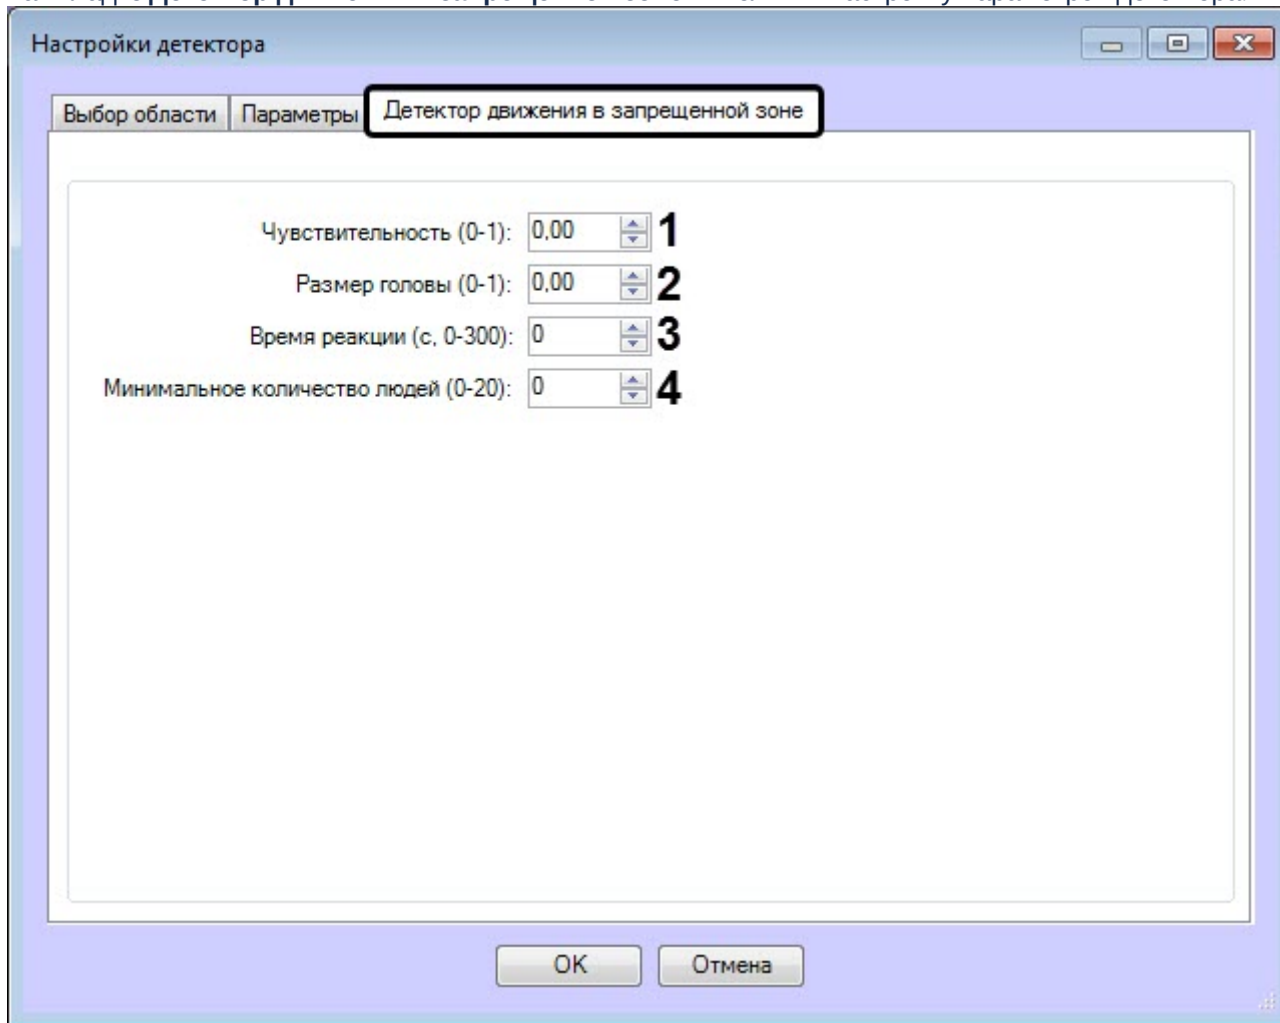 Настройки детектора
Выбор области Параметры Детектор движения в запрещенной зоне
Чувствительность (0-1): 0,00 1
Размер головы (0-1): 0,00 2
Время реакции (с, 0-300): 0 3
Минимальное количество людей (0-20): 0 4
OK Отмена